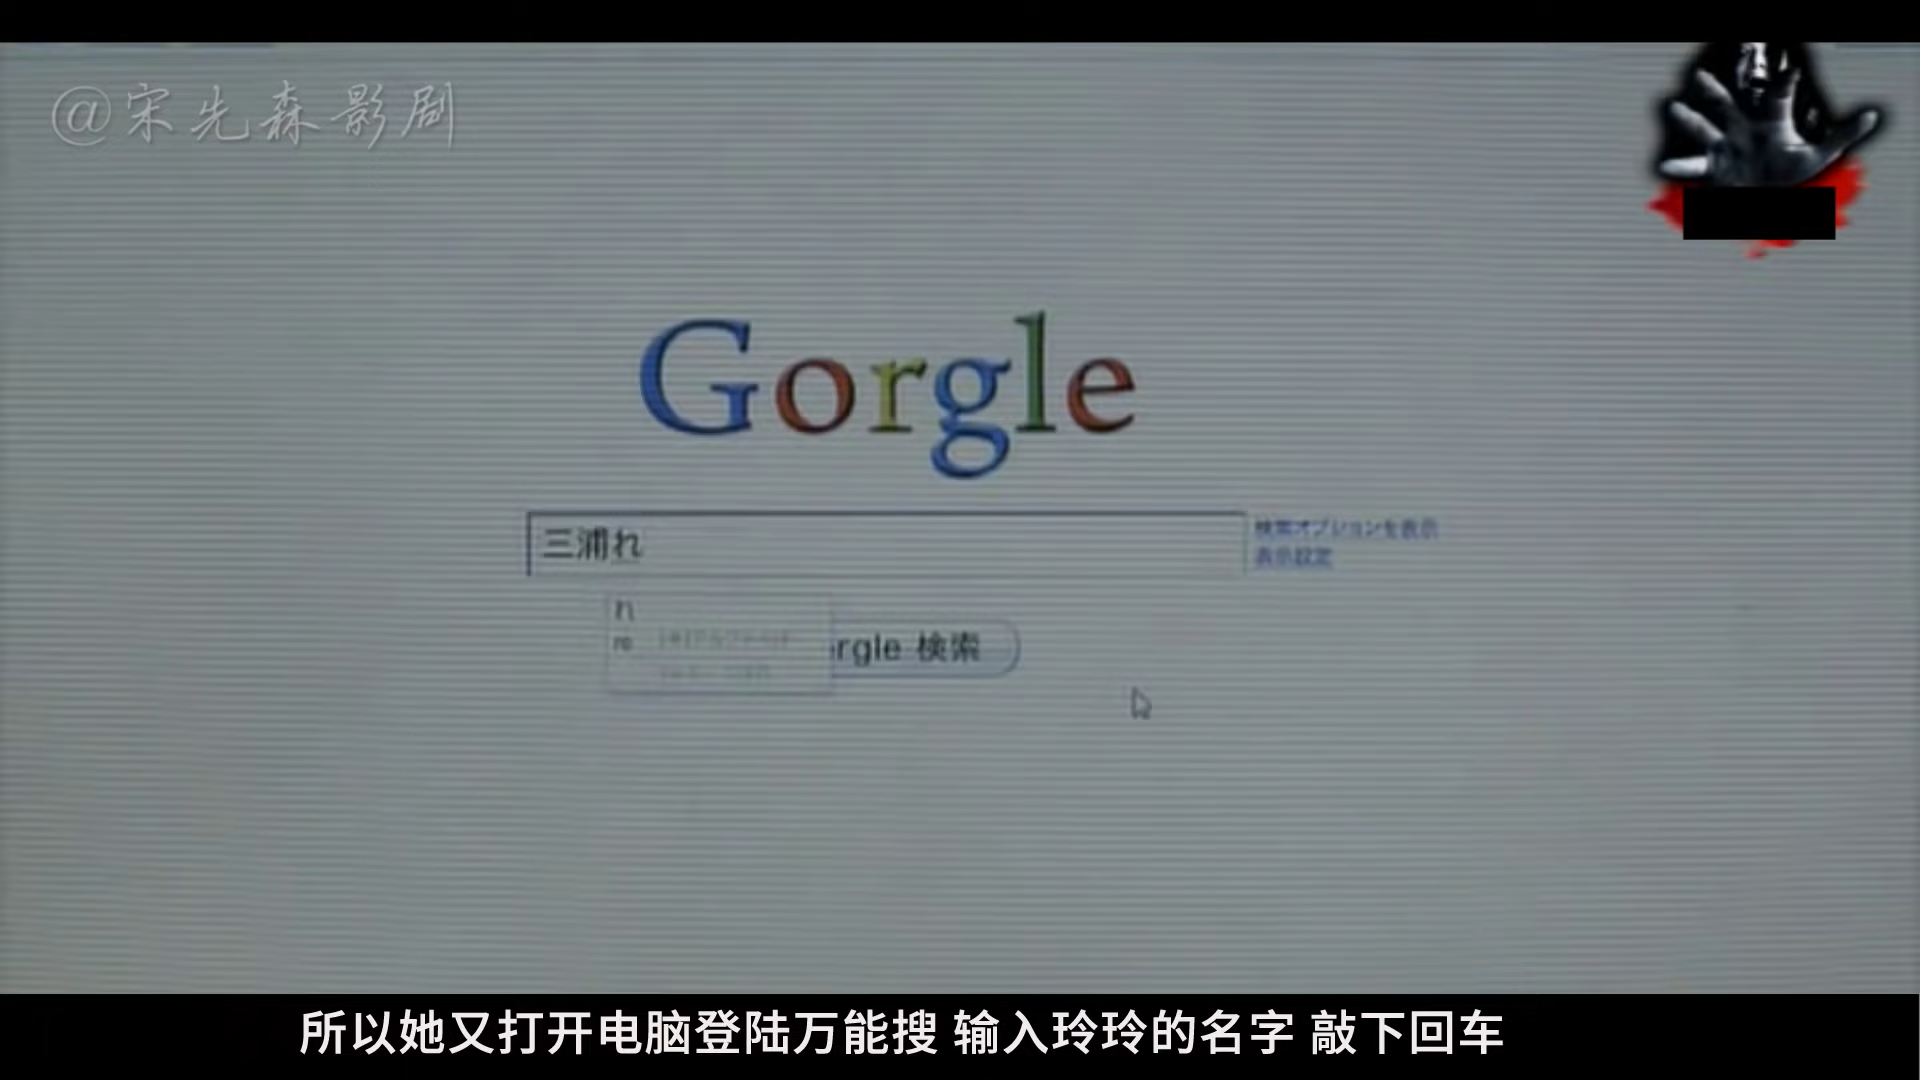 @宋先森影剧
Gorgle
三浦れ
検索オプションを表示
表示設定
れ
re
rgle 検索
所以她又打开电脑登陆万能搜 输入玲玲的名字 敲下回车